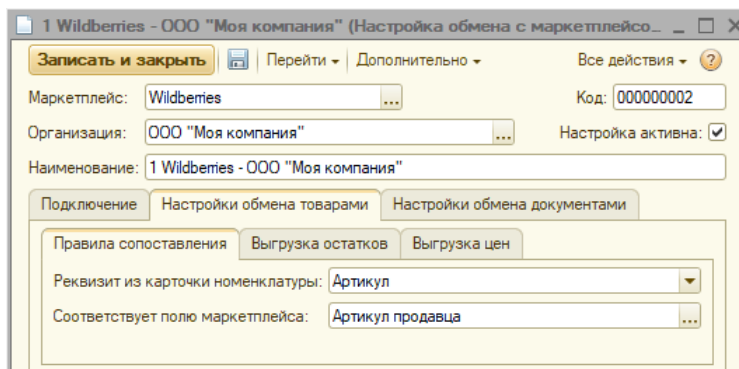 1 Wildberries - ООО "Моя компания" (Настройка обмена с маркетплейсо...
Записать и закрыть Перейти Дополнительно Все действия ?
Маркетплейс: Wildberries ... Код: 000000002
Организация: ООО "Моя компания" ... Настройка активна:
Наименование: 1 Wildberries - ООО "Моя компания"
Подключение Настройки обмена товарами Настройки обмена документами
Правила сопоставления Выгрузка остатков Выгрузка цен
Реквизит из карточки номенклатуры: Артикул
Соответствует полю маркетплейса: Артикул продавца ...